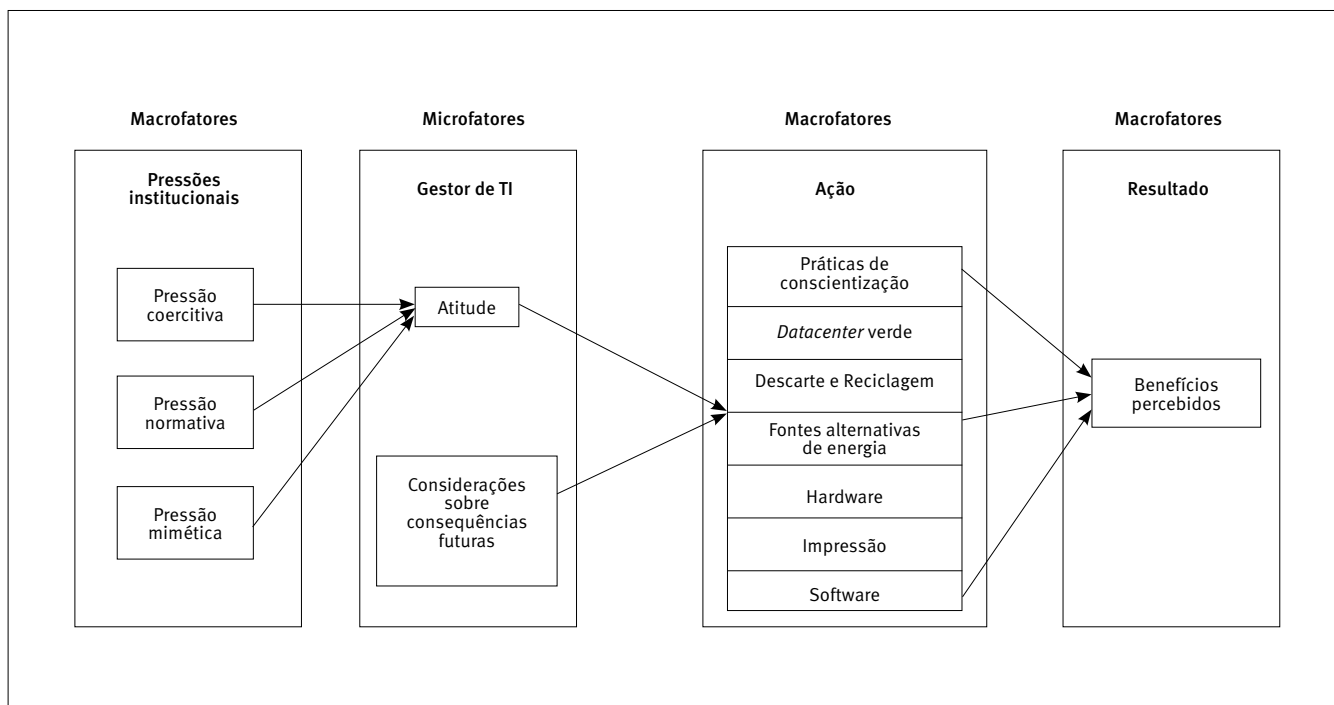 Macrofatores
Pressões
institucionais
Pressão
coercitiva
Pressão
normativa
Pressão
mimética
Microfatores
Gestor de TI
Atitude
Considerações
sobre
consequências
futuras
Macrofatores
Ação
Práticas de
conscientização
Datacenter verde
Descarte e Reciclagem
Fontes alternativas
de energia
Hardware
Impressão
Software
Macrofatores
Resultado
Benefícios
percebidos